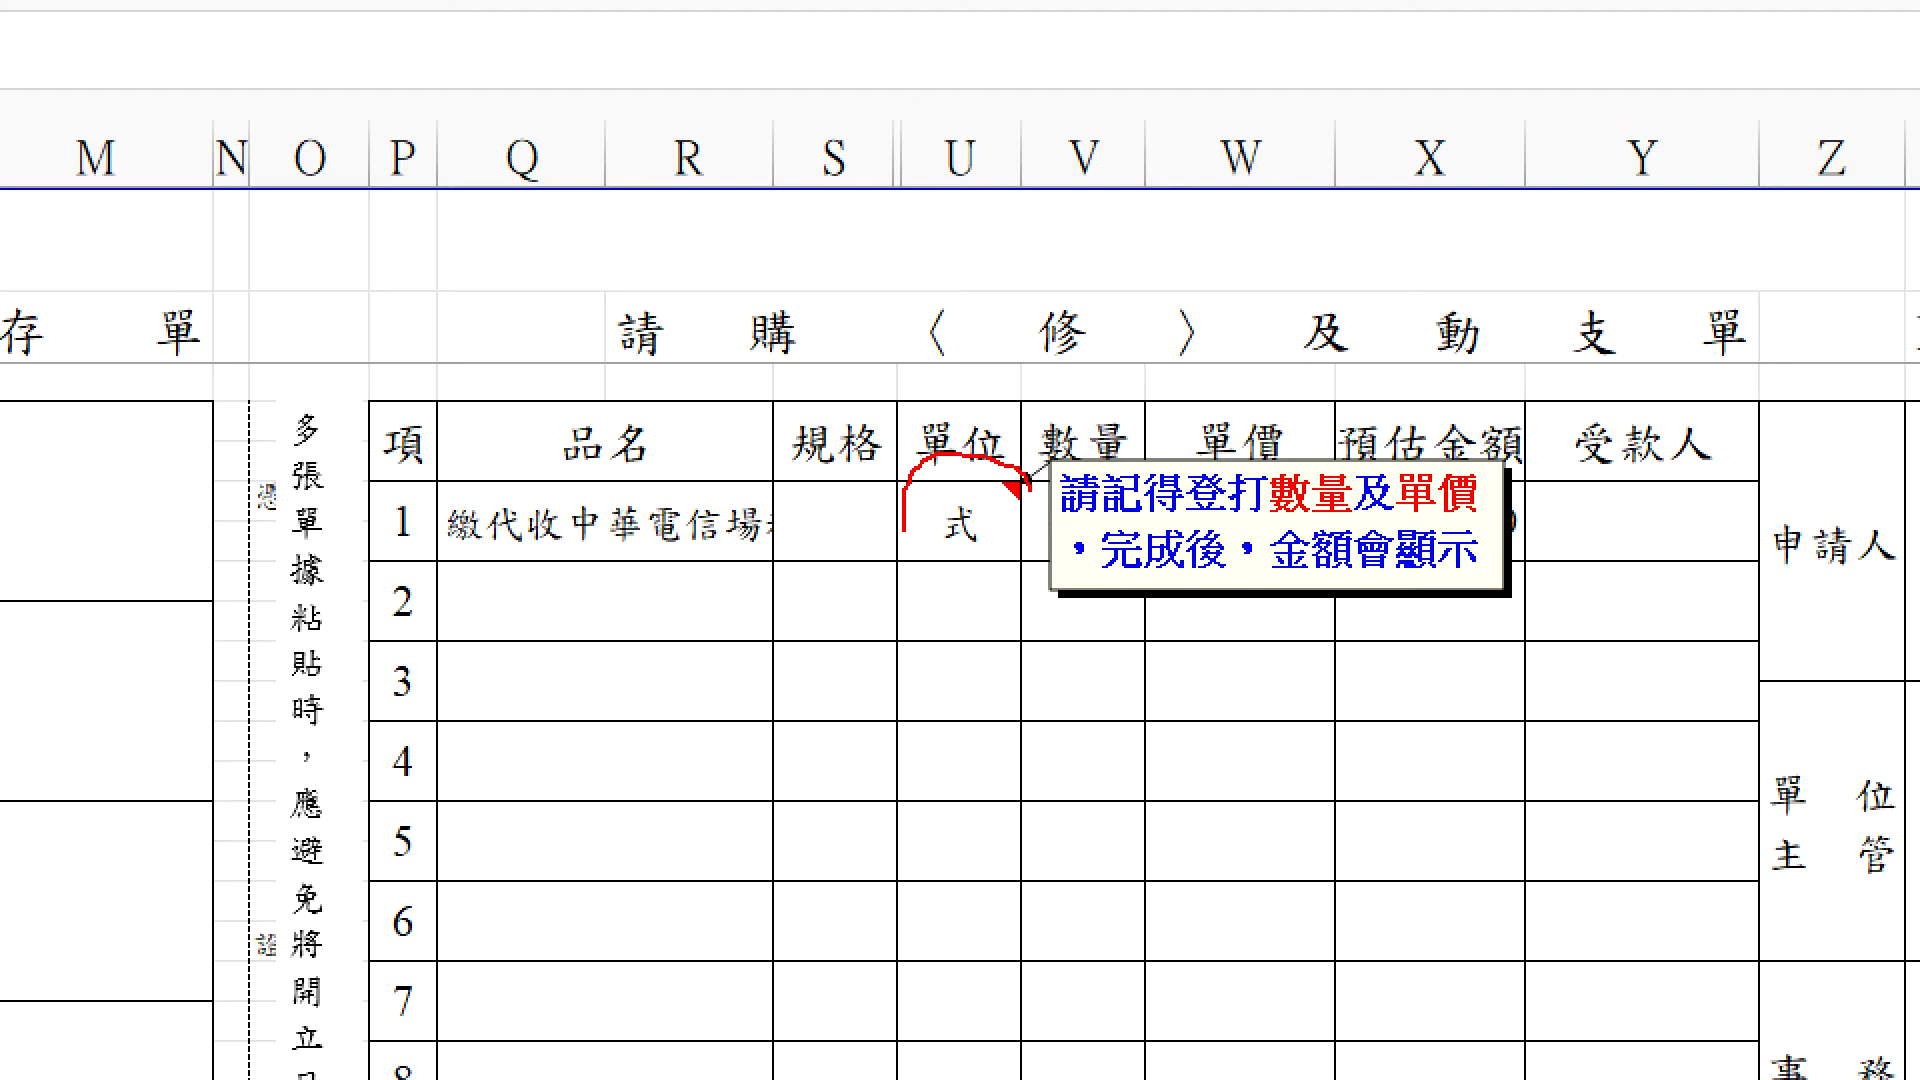 M N O P Q R S U V W X Y Z
存 單 請 購 〈 修 〉 及 動 支 單
項 品名 規格 單位 數量 單價 預估金額 受款人
請記得登打數量及單價
,完成後,金額會顯示
1 繳代收中華電信場 式
2
3
4
5
6
7
8
多張單據粘貼時,應避免將開立
申請人
單 位
主 管
事 務